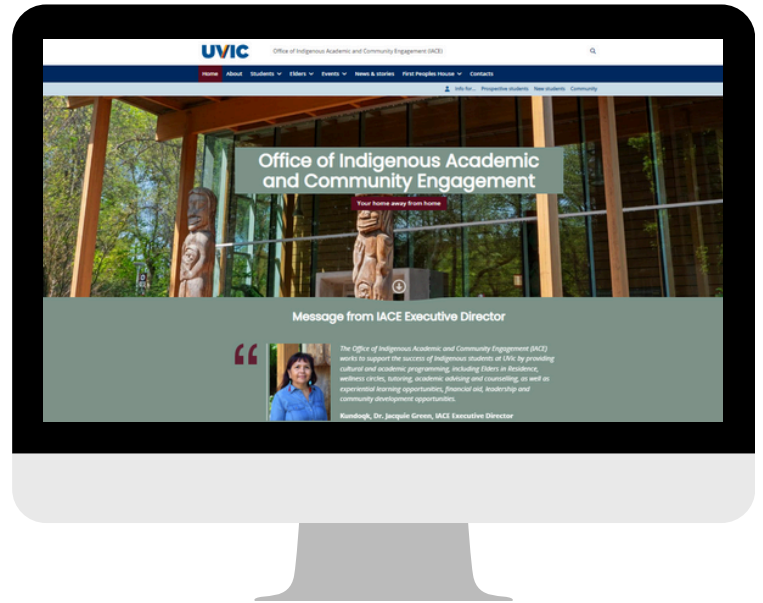 UVIC
Office of Indigenous Academic and Community Engagement (IACE)
Home About Students Elders Events News & stories First Peoples House Contacts
Info for... Prospective students New students Community
Office of Indigenous Academic
and Community Engagement
Your home away from home
Message from IACE Executive Director
The Office of Indigenous Academic and Community Engagement (IACE)
works to support the success of Indigenous students at UVic by providing
cultural and academic programming, including Elders in Residence,
wellness circles, tutoring, academic advising and counselling, as well as
experiential learning opportunities, financial aid, leadership and
community development opportunities.
Kundoqk, Dr. Jacquie Green, IACE Executive Director